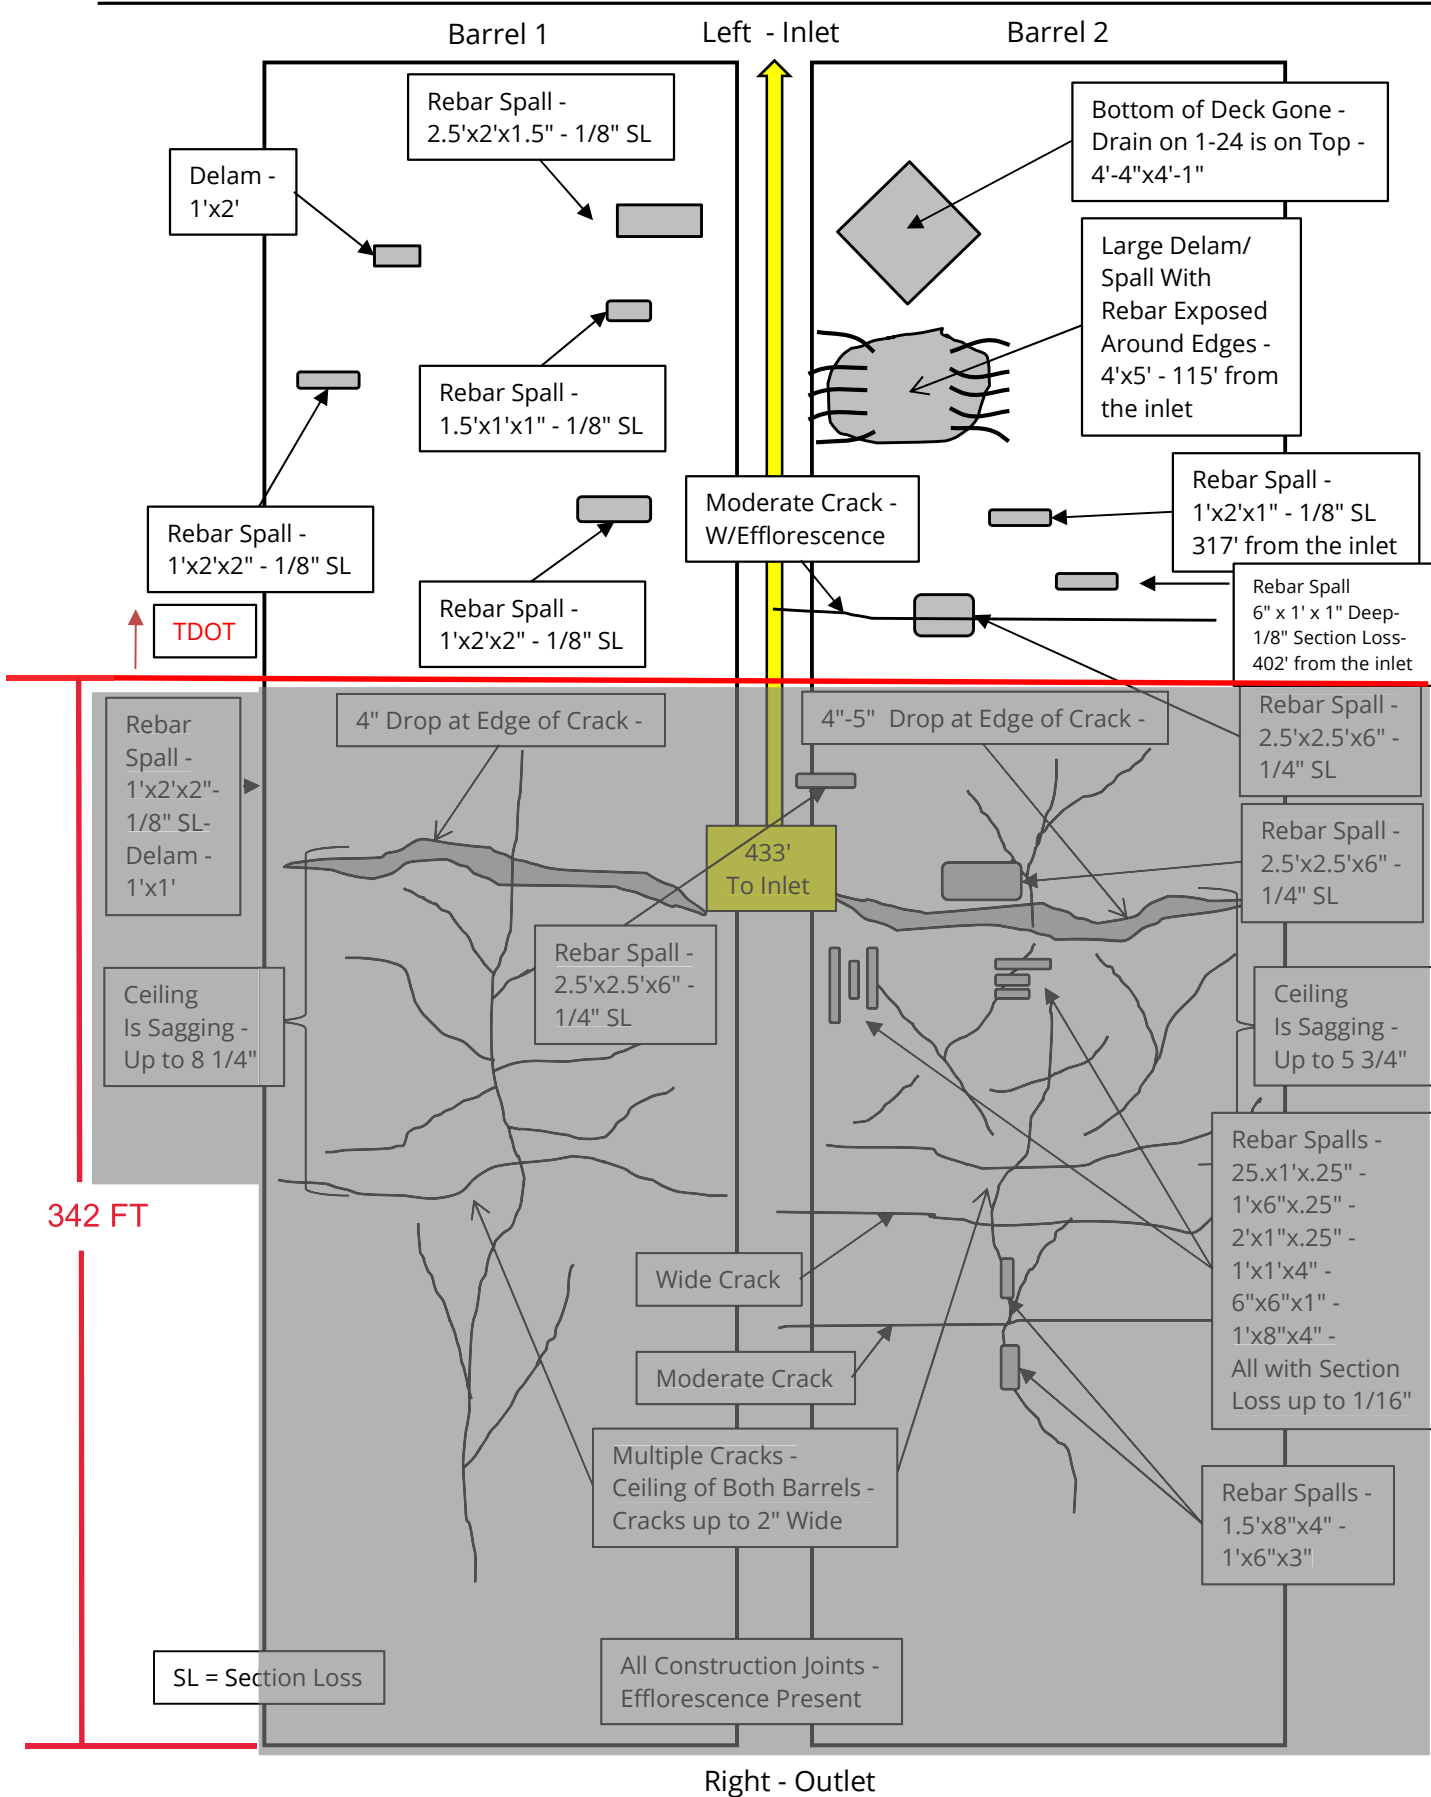 Barrel 1
Left - Inlet
Barrel 2
Rebar Spall -
2.5'x2'x1.5" - 1/8" SL
Bottom of Deck Gone -
Drain on 1-24 is on Top -
4'-4"x4'-1"
Delam -
1'x2'
Large Delam/
Spall With
Rebar Exposed
Around Edges -
4'x5' - 115' from
the inlet
Rebar Spall -
1.5'x1'x1" - 1/8" SL
Rebar Spall -
1'x2'x1" - 1/8" SL
317' from the inlet
Moderate Crack -
W/Efflorescence
Rebar Spall -
1'x2'x2" - 1/8" SL
Rebar Spall -
1'x2'x2" - 1/8" SL
Rebar Spall
6" x 1' x 1" Deep-
1/8" Section Loss-
402' from the inlet
TDOT
Rebar
Spall -
1'x2'x2"-
1/8" SL-
Delam -
1'x1'
4" Drop at Edge of Crack -
4"-5" Drop at Edge of Crack -
Rebar Spall -
2.5'x2.5'x6" -
1/4" SL
Rebar Spall -
2.5'x2.5'x6" -
1/4" SL
433'
To Inlet
Rebar Spall -
2.5'x2.5'x6" -
1/4" SL
Ceiling
Is Sagging -
Up to 8 1/4"
Ceiling
Is Sagging -
Up to 5 3/4"
Rebar Spalls -
25.x1'x.25" -
1'x6"x.25" -
2'x1"x.25" -
1'x1'x4" -
6"x6"x1" -
1'x8"x4" -
All with Section
Loss up to 1/16"
342 FT
Wide Crack
Moderate Crack
Multiple Cracks -
Ceiling of Both Barrels -
Cracks up to 2" Wide
Rebar Spalls -
1.5'x8"x4" -
1'x6"x3"
SL = Section Loss
All Construction Joints -
Efflorescence Present
Right - Outlet